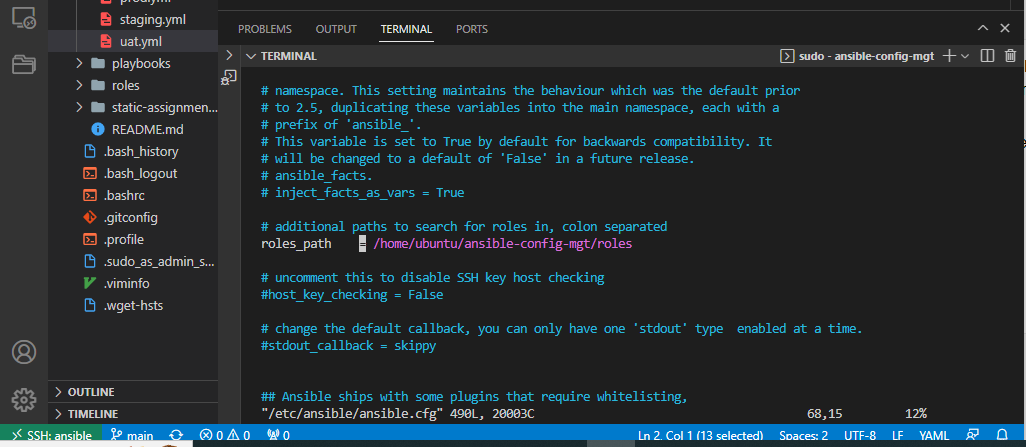 staging.yml
uat.yml
playbooks
roles
static-assignmen...
README.md
.bash_history
.bash_logout
.bashrc
.gitconfig
.profile
.sudo_as_admin_s...
.viminfo
.wget-hsts
OUTLINE
TIMELINE
PROBLEMS OUTPUT TERMINAL PORTS
TERMINAL sudo - ansible-config-mgt
# namespace. This setting maintains the behaviour which was the default prior
# to 2.5, duplicating these variables into the main namespace, each with a
# prefix of 'ansible_'.
# This variable is set to True by default for backwards compatibility. It
# will be changed to a default of 'False' in a future release.
# ansible_facts.
# inject_facts_as_vars = True
# additional paths to search for roles in, colon separated
roles_path = /home/ubuntu/ansible-config-mgt/roles
# uncomment this to disable SSH key host checking
#host_key_checking = False
# change the default callback, you can only have one 'stdout' type  enabled at a time.
#stdout_callback = skippy
## Ansible ships with some plugins that require whitelisting,
"/etc/ansible/ansible.cfg" 490L, 20003C 68,15 12%
SSH: ansible main 0 0 0 Ln 2, Col 1 (13 selected) Spaces: 2 UTF-8 LF YAML